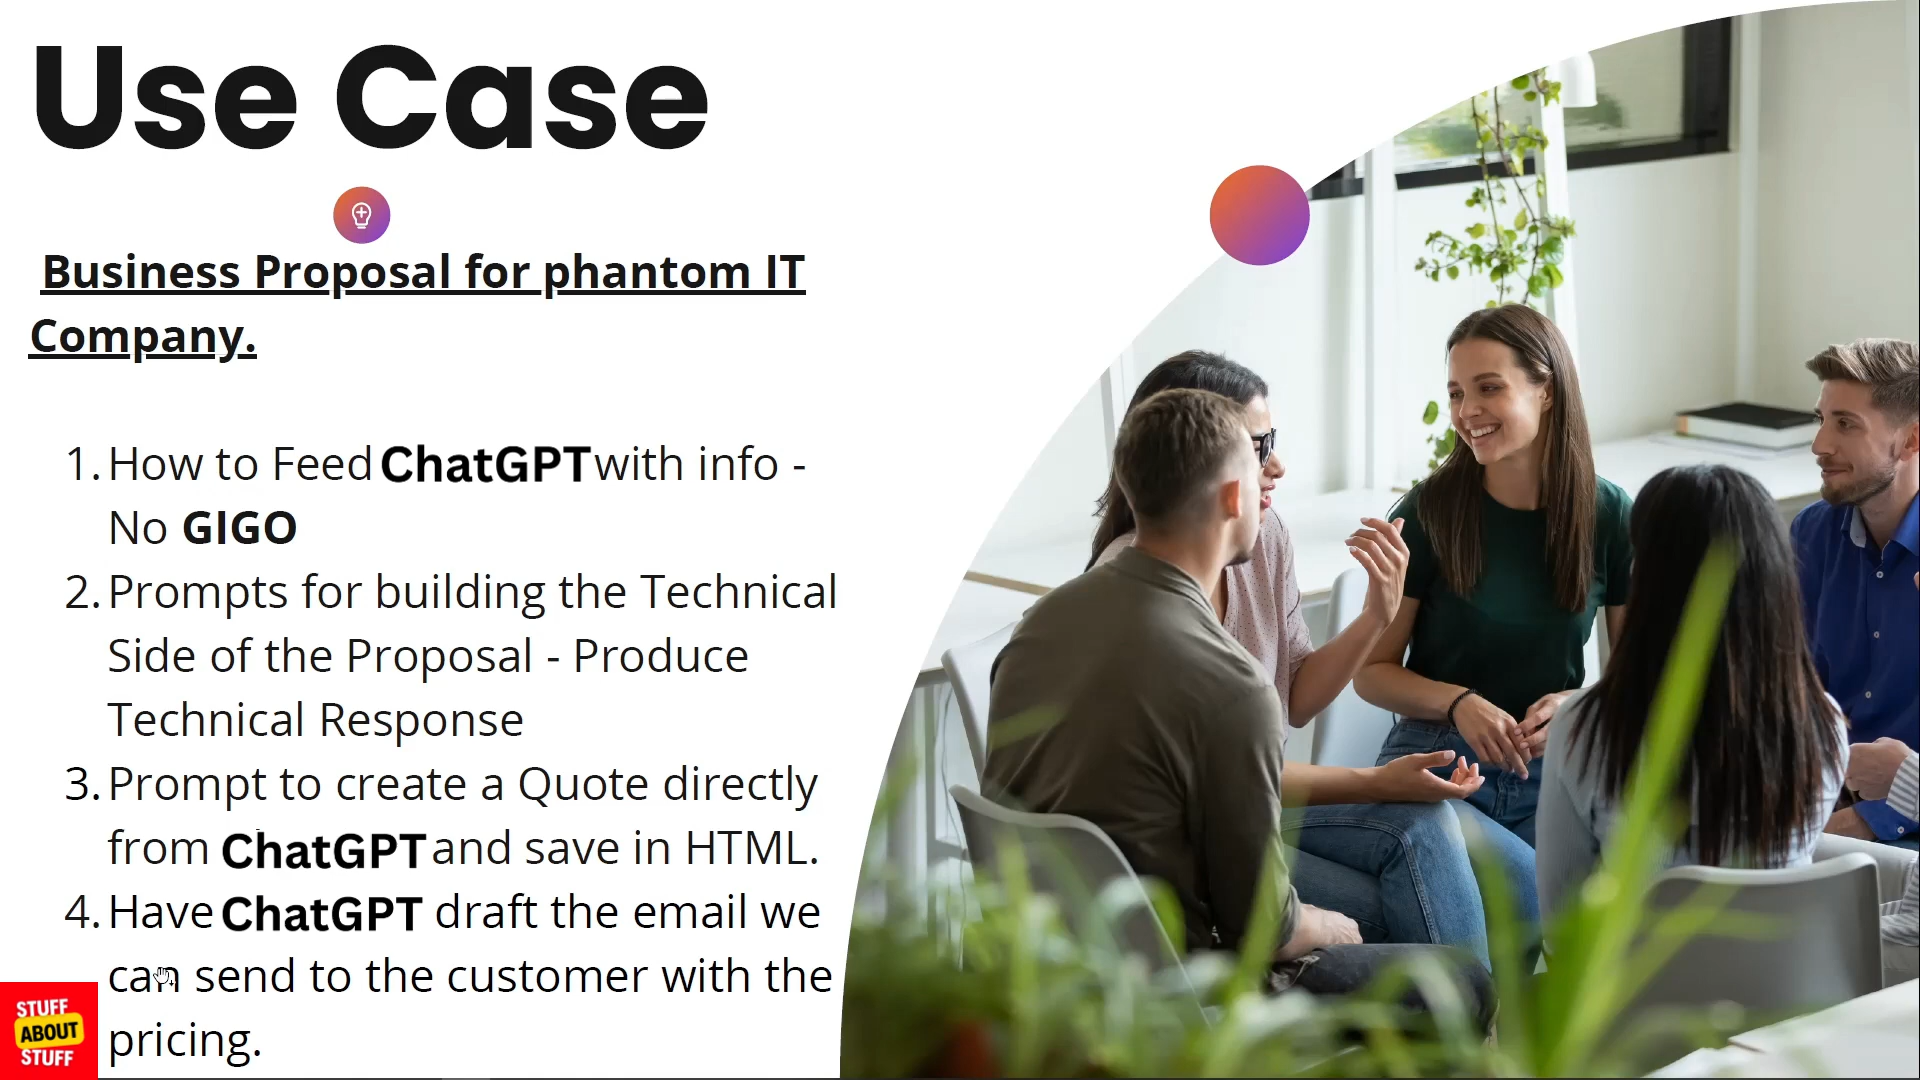 Use Case
Business Proposal for phantom IT
Company.
1. How to Feed ChatGPT with info -
No GIGO
2. Prompts for building the Technical
Side of the Proposal - Produce
Technical Response
3. Prompt to create a Quote directly
from ChatGPT and save in HTML.
4. Have ChatGPT draft the email we
can send to the customer with the
pricing.
STUFF
ABOUT
STUFF